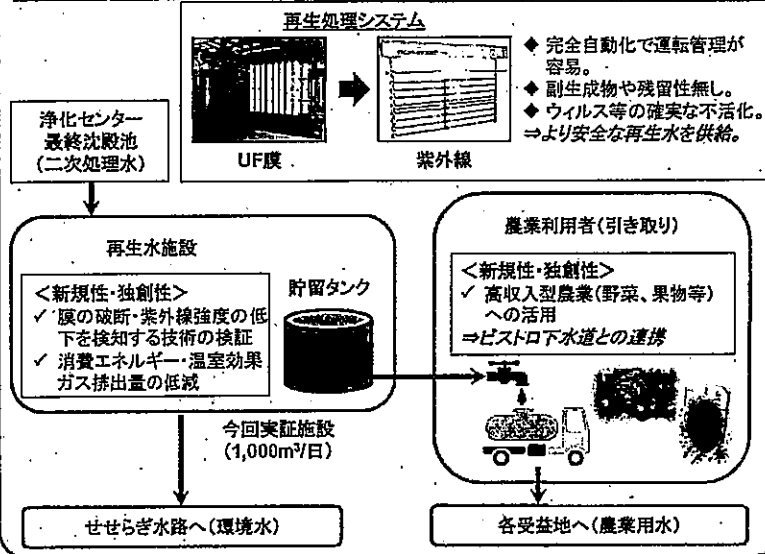 再生処理システム
UF膜
紫外線
◆ 完全自動化で運転管理が
容易。
◆ 副生成物や残留性無し。
◆ ウィルス等の確実な不活化。
⇒より安全な再生水を供給。
浄化センター
最終沈殿池
(二次処理水)
再生水施設
<新規性・独創性>
✓ 膜の破断・紫外線強度の低
下を検知する技術の検証
✓ 消費エネルギー・温室効果
ガス排出量の低減
貯留タンク
今回実証施設
(1,000m³/日)
農業利用者(引き取り)
<新規性・独創性>
✓ 高収入型農業(野菜、果物等)
への活用
⇒ビストロ下水道との連携
せせらぎ水路へ(環境水)
各受益地へ(農業用水)